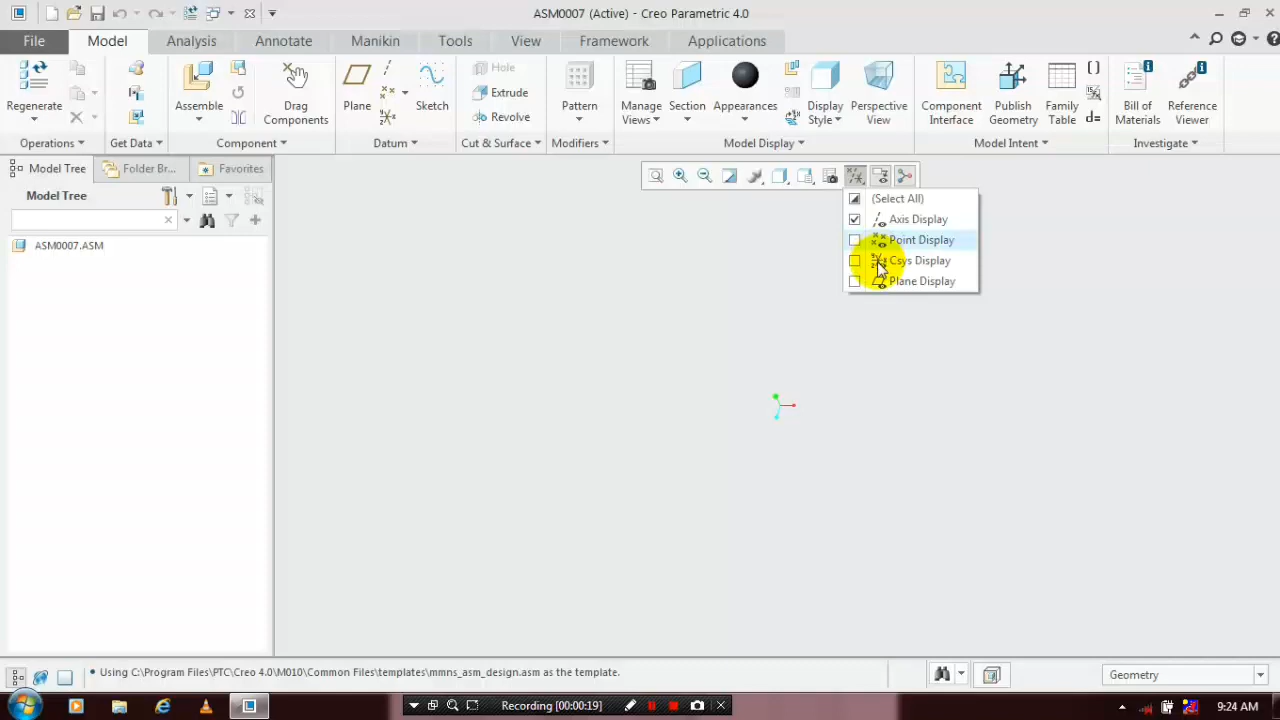 ASM0007 (Active) - Creo Parametric 4.0
File
Model
Analysis
Annotate
Manikin
Tools
View
Framework
Applications
Regenerate
Assemble
Drag
Components
Plane
Sketch
Hole
Extrude
Revolve
Pattern
Manage
Views
Section
Appearances
Display
Style
Perspective
View
Component
Interface
Publish
Geometry
Family
Table
Bill of
Materials
Reference
Viewer
Operations
Get Data
Component
Datum
Cut & Surface
Modifiers
Model Display
Model Intent
Investigate
Model Tree
Folder Br...
Favorites
Model Tree
ASM0007.ASM
(Select All)
Axis Display
Point Display
Csys Display
Plane Display
• Using C:\Program Files\PTC\Creo 4.0\M010\Common Files\templates\mmns_asm_design.asm as the template.
Geometry
Recording [00:00:19]
9:24 AM